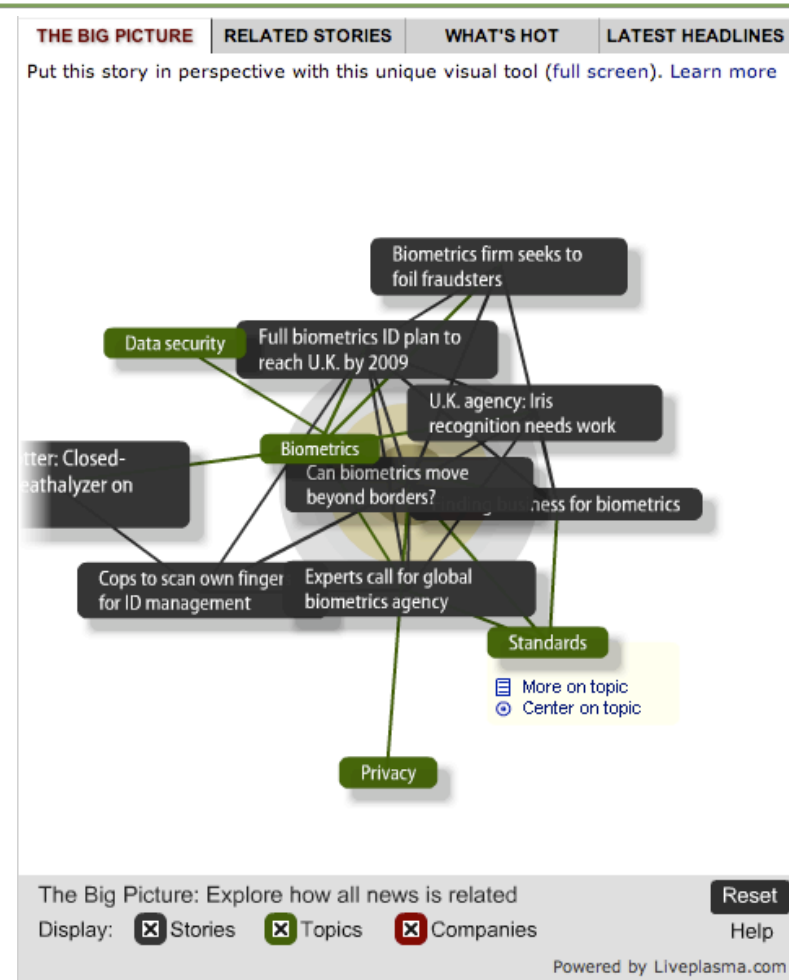 THE BIG PICTURE
RELATED STORIES
WHAT'S HOT
LATEST HEADLINES
Put this story in perspective with this unique visual tool (full screen). Learn more
Biometrics firm seeks to
foil fraudsters
Data security
Full biometrics ID plan to
reach U.K. by 2009
U.K. agency: Iris
recognition needs work
Biometrics
tter: Closed-
eathalyzer on
Can biometrics move
beyond borders?
business for biometrics
Cops to scan own finger
for ID management
Experts call for global
biometrics agency
Standards
More on topic
Center on topic
Privacy
The Big Picture: Explore how all news is related
Reset
Display:
Stories
Topics
Companies
Help
Powered by Liveplasma.com